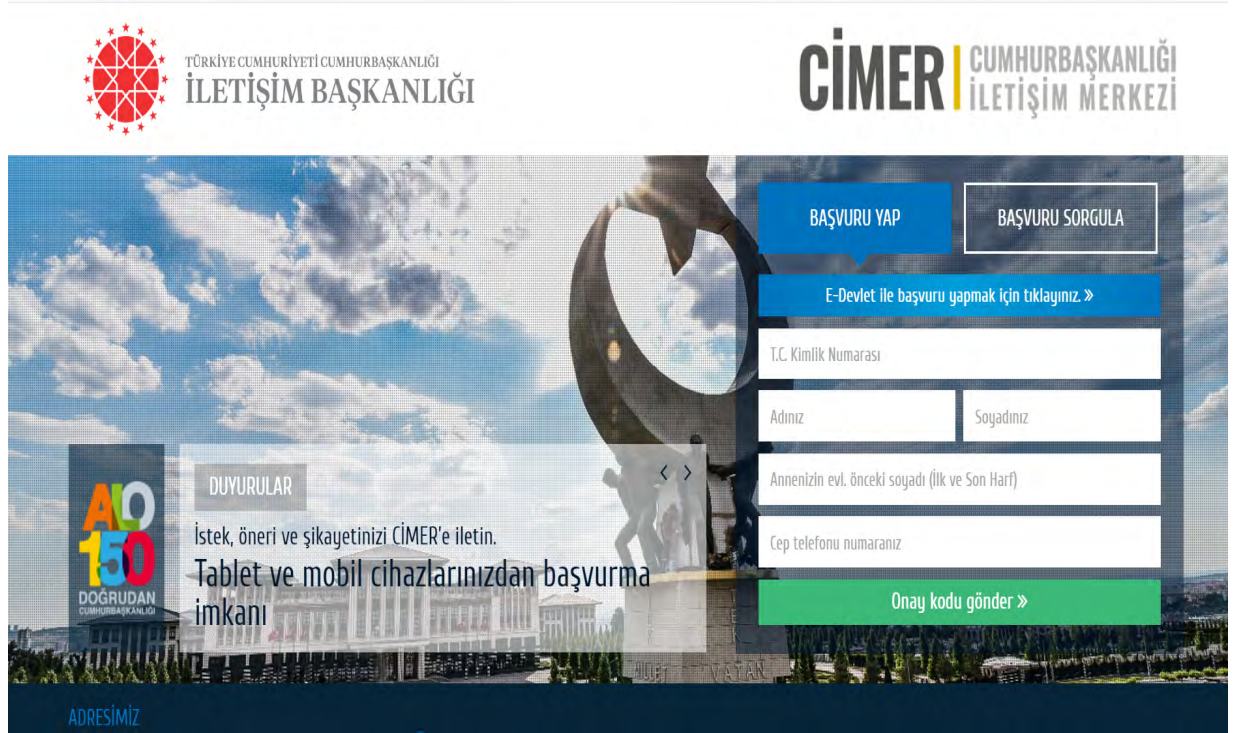 TÜRKİYE CUMHURİYETİ CUMHURBAŞKANLIĞI
İLETİŞİM BAŞKANLIĞI
CİMER
CUMHURBAŞKANLIĞI
İLETİŞİM MERKEZİ
BAŞVURU YAP
BAŞVURU SORGULA
E-Devlet ile başvuru yapmak için tıklayınız. »
T.C. Kimlik Numarası
Adınız
Soyadınız
Annenizin evl. önceki soyadı (İlk ve Son Harf)
Cep telefonu numaranız
Onay kodu gönder »
ALO
150
DOĞRUDAN
CUMHURBAŞKANLIĞI
DUYURULAR
İstek, öneri ve şikayetinizi CİMER'e iletin.
Tablet ve mobil cihazlarınızdan başvurma
imkanı
MİLLET VATAN
ADRESİMİZ